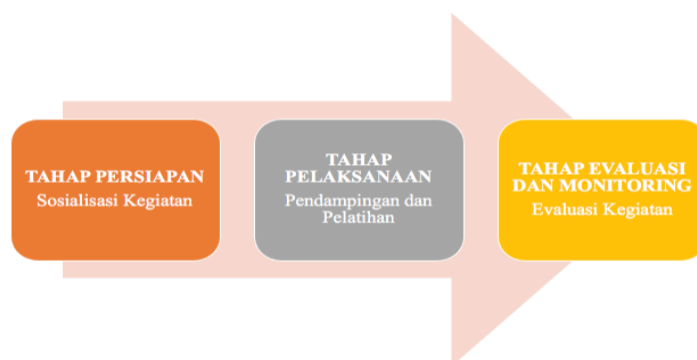 TAHAP PERSIAPAN
Sosialisasi Kegiatan
TAHAP
PELAKSANAAN
Pendampingan dan
Pelatihan
TAHAP EVALUASI
DAN MONITORING
Evaluasi Kegiatan